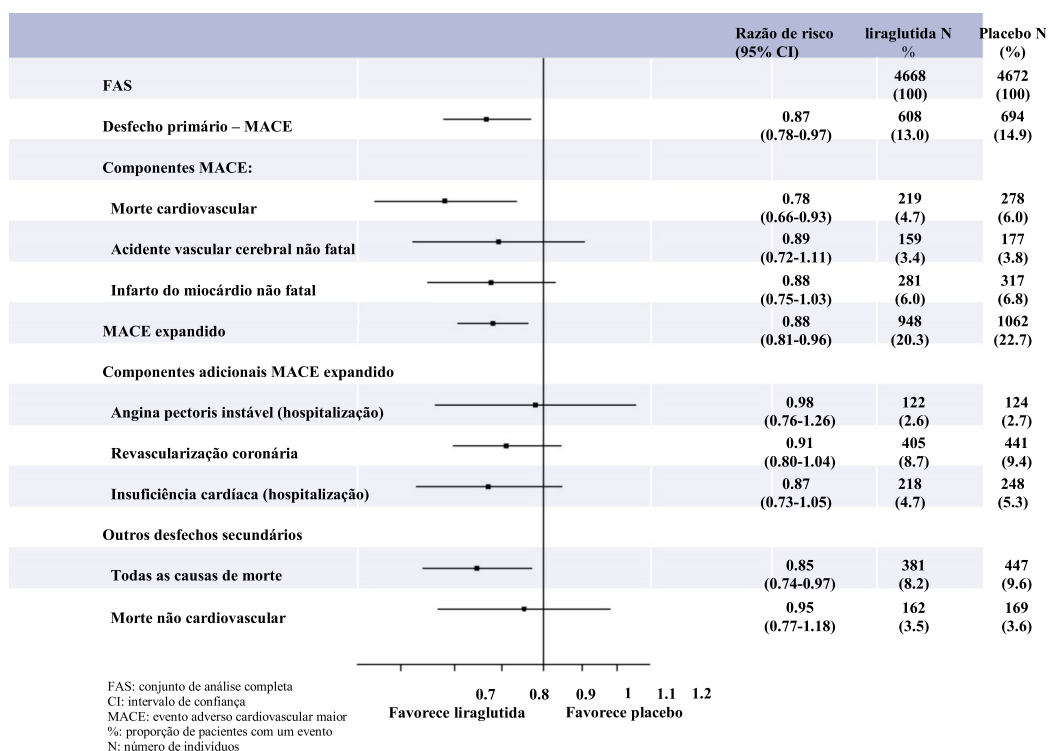 Razão de risco liraglutida N Placebo N
(95% CI) % (%)
FAS 4668 4672
(100) (100)
Desfecho primário – MACE 0.87 608 694
(0.78-0.97) (13.0) (14.9)
Componentes MACE:
Morte cardiovascular 0.78 219 278
(0.66-0.93) (4.7) (6.0)
Acidente vascular cerebral não fatal 0.89 159 177
(0.72-1.11) (3.4) (3.8)
Infarto do miocárdio não fatal 0.88 281 317
(0.75-1.03) (6.0) (6.8)
MACE expandido 0.88 948 1062
(0.81-0.96) (20.3) (22.7)
Componentes adicionais MACE expandido
Angina pectoris instável (hospitalização) 0.98 122 124
(0.76-1.26) (2.6) (2.7)
Revascularização coronária 0.91 405 441
(0.80-1.04) (8.7) (9.4)
Insuficiência cardíaca (hospitalização) 0.87 218 248
(0.73-1.05) (4.7) (5.3)
Outros desfechos secundários
Todas as causas de morte 0.85 381 447
(0.74-0.97) (8.2) (9.6)
Morte não cardiovascular 0.95 162 169
(0.77-1.18) (3.5) (3.6)
0.7 0.8 0.9 1 1.1 1.2
Favorece liraglutida Favorece placebo
FAS: conjunto de análise completa
CI: intervalo de confiança
MACE: evento adverso cardiovascular maior
%: proporção de pacientes com um evento
N: número de indivíduos